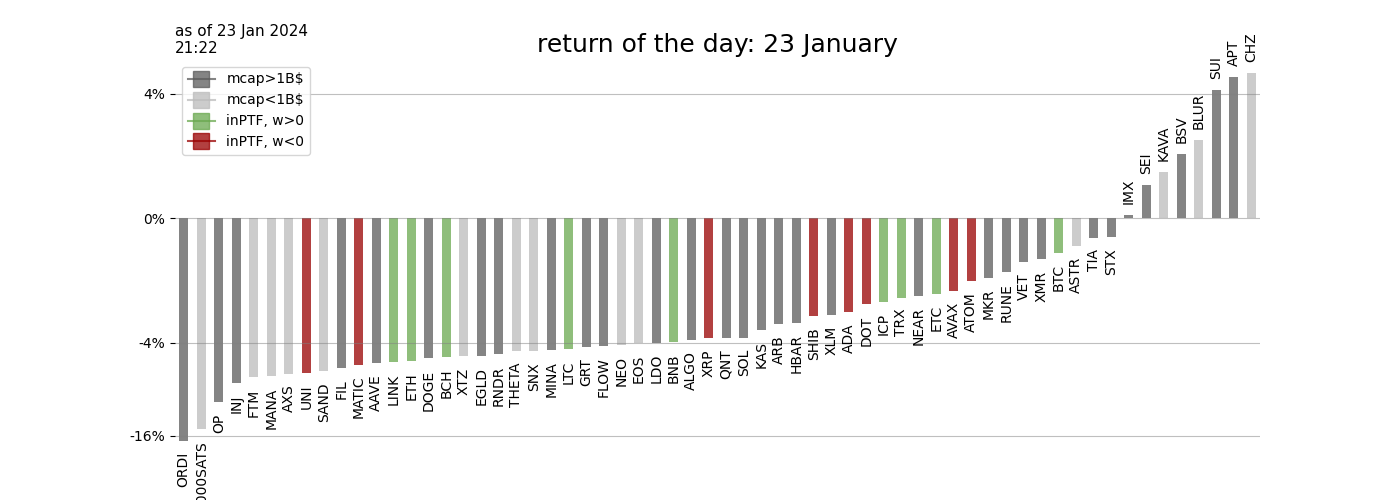 as of 23 Jan 2024
21:22
return of the day: 23 January
mcap>1B$
mcap<1B$
inPTF, w>0
inPTF, w<0
4%
0%
-4%
-16%
ORDI
000SATS
OP
INJ
FTM
MANA
AXS
UNI
SAND
FIL
MATIC
AAVE
LINK
ETH
DOGE
BCH
XTZ
EGLD
RNDR
THETA
SNX
MINA
LTC
GRT
FLOW
NEO
EOS
LDO
BNB
ALGO
XRP
QNT
SOL
KAS
ARB
HBAR
SHIB
XLM
ADA
DOT
ICP
TRX
NEAR
ETC
AVAX
ATOM
MKR
RUNE
VET
XMR
BTC
ASTR
TIA
STX
IMX
SEI
KAVA
BSV
BLUR
SUI
APT
CHZ